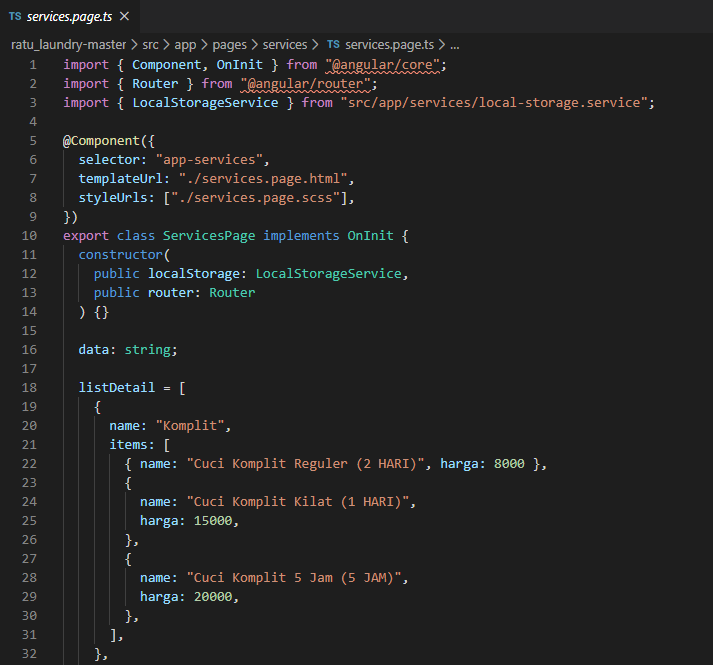 TS services.page.ts ×
ratu_laundry-master > src > app > pages > services > TS services.page.ts > ...
1 import { Component, OnInit } from "@angular/core";
2 import { Router } from "@angular/router";
3 import { LocalStorageService } from "src/app/services/local-storage.service";
4
5 @Component({
6   selector: "app-services",
7   templateUrl: "./services.page.html",
8   styleUrls: ["./services.page.scss"],
9 })
10 export class ServicesPage implements OnInit {
11   constructor(
12     public localStorage: LocalStorageService,
13     public router: Router
14   ) {}
15
16   data: string;
17
18   listDetail = [
19     {
20       name: "Komplit",
21       items: [
22         { name: "Cuci Komplit Reguler (2 HARI)", harga: 8000 },
23         {
24           name: "Cuci Komplit Kilat (1 HARI)",
25           harga: 15000,
26         },
27         {
28           name: "Cuci Komplit 5 Jam (5 JAM)",
29           harga: 20000,
30         },
31       ],
32     },